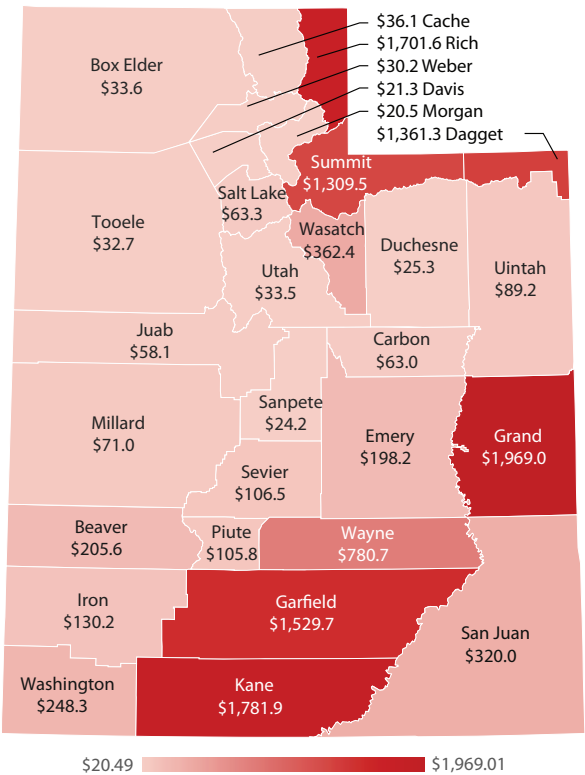 $36.1 Cache
$1,701.6 Rich
$30.2 Weber
$21.3 Davis
$20.5 Morgan
$1,361.3 Dagget
Box Elder
$33.6
Summit
$1,309.5
Salt Lake
$63.3
Tooele
$32.7
Wasatch
$362.4
Duchesne
$25.3
Uintah
$89.2
Utah
$33.5
Juab
$58.1
Carbon
$63.0
Sanpete
$24.2
Millard
$71.0
Emery
$198.2
Grand
$1,969.0
Sevier
$106.5
Beaver
$205.6
Piute
$105.8
Wayne
$780.7
Iron
$130.2
Garfield
$1,529.7
San Juan
$320.0
Washington
$248.3
Kane
$1,781.9
$20.49
$1,969.01